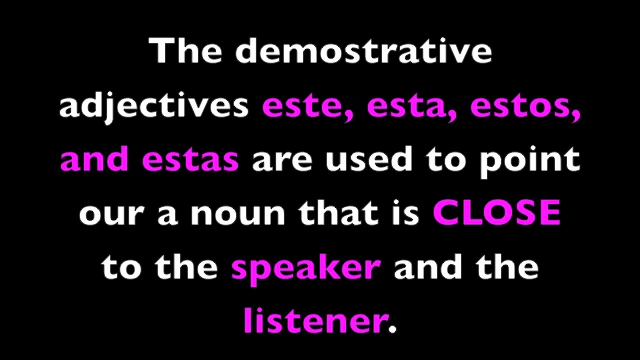 The demostrative
adjectives este, esta, estos,
and estas are used to point
our a noun that is CLOSE
to the speaker and the
listener.